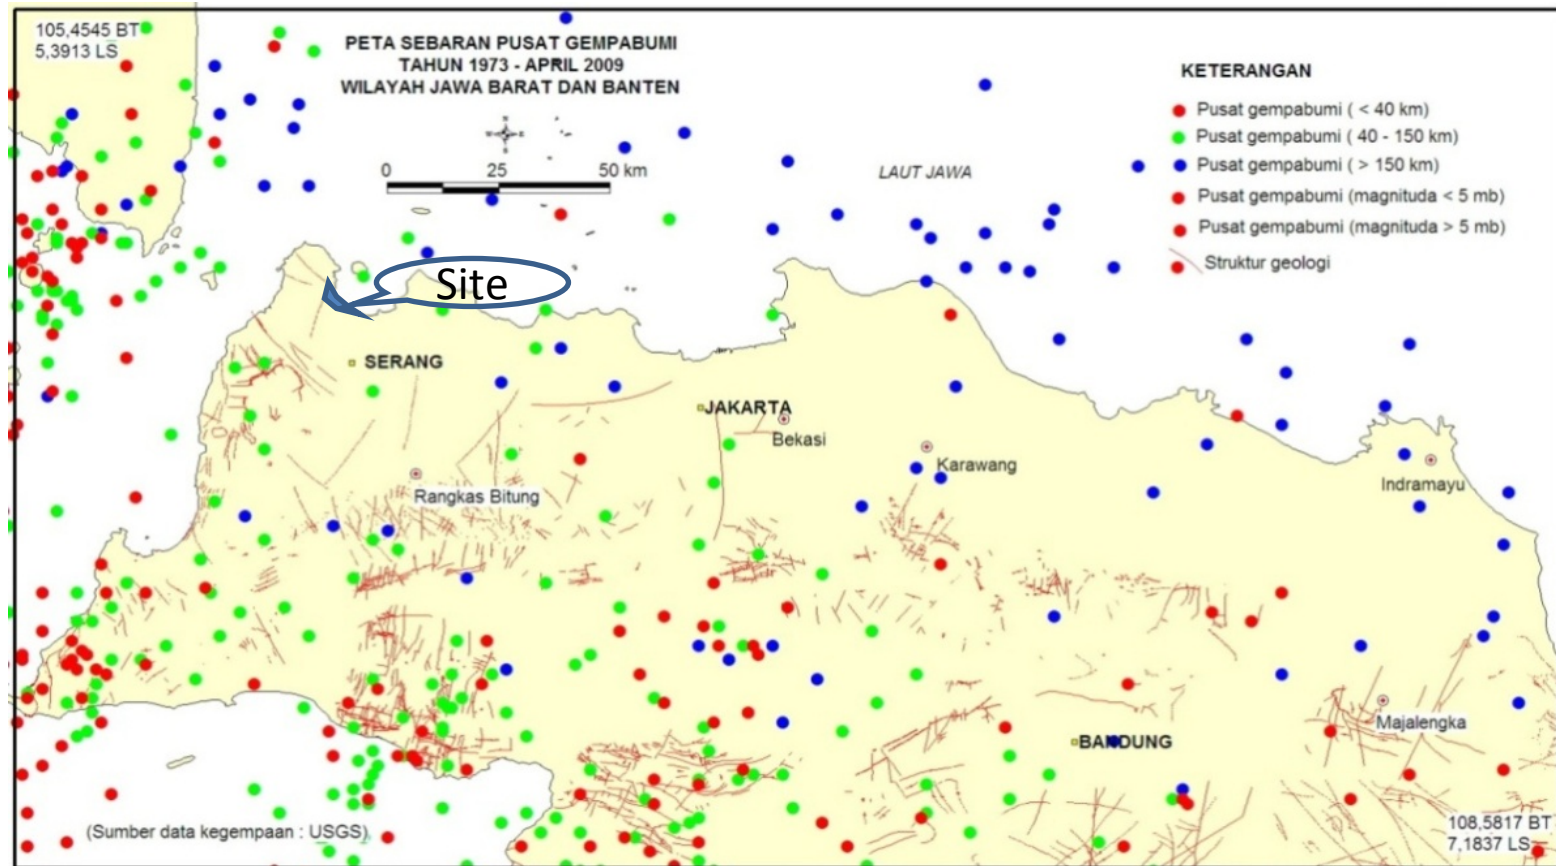 105,4545 BT
5,3913 LS
PETA SEBARAN PUSAT GEMPABUMI
TAHUN 1973 - APRIL 2009
WILAYAH JAWA BARAT DAN BANTEN
0 25 50 km
KETERANGAN
Pusat gempabumi ( < 40 km)
Pusat gempabumi ( 40 - 150 km)
Pusat gempabumi ( > 150 km)
Pusat gempabumi (magnituda < 5 mb)
Pusat gempabumi (magnituda > 5 mb)
Struktur geologi
LAUT JAWA
Site
SERANG
JAKARTA
Bekasi
Karawang
Rangkas Bitung
Indramayu
Majalengka
BANDUNG
(Sumber data kegempaan : USGS)
108,5817 BT
7,1837 LS